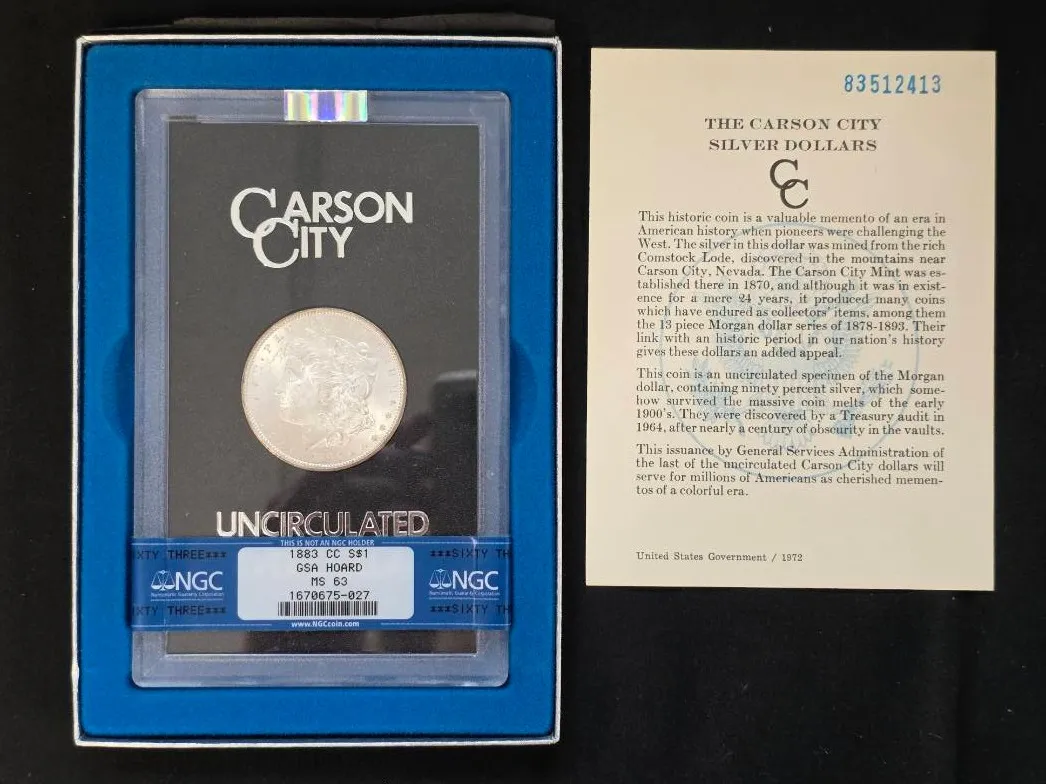 CARSON
CITY
UNCIRCULATED
THIS IS NOT AN NGC HOLDER
XTY THREE*** 1883 CC S$1 ***SIXTY TH
GSA HOARD
NGC MS 63 NGC
Numismatic Guaranty Corporation 1670675-027 Numismatic Guaranty Corporation
XTY THREE*** ***SIXTY TH
www.NGCcoin.com
83512413
THE CARSON CITY
SILVER DOLLARS
CC
This historic coin is a valuable memento of an era in
American history when pioneers were challenging the
West. The silver in this dollar was mined from the rich
Comstock Lode, discovered in the mountains near
Carson City, Nevada. The Carson City Mint was es-
tablished there in 1870, and although it was in exist-
ence for a mere 24 years, it produced many coins
which have endured as collectors' items, among them
the 13 piece Morgan dollar series of 1878-1893. Their
link with an historic period in our nation's history
gives these dollars an added appeal.
This coin is an uncirculated specimen of the Morgan
dollar, containing ninety percent silver, which some-
how survived the massive coin melts of the early
1900's. They were discovered by a Treasury audit in
1964, after nearly a century of obscurity in the vaults.
This issuance by General Services Administration of
the last of the uncirculated Carson City dollars will
serve for millions of Americans as cherished memen-
tos of a colorful era.
United States Government / 1972